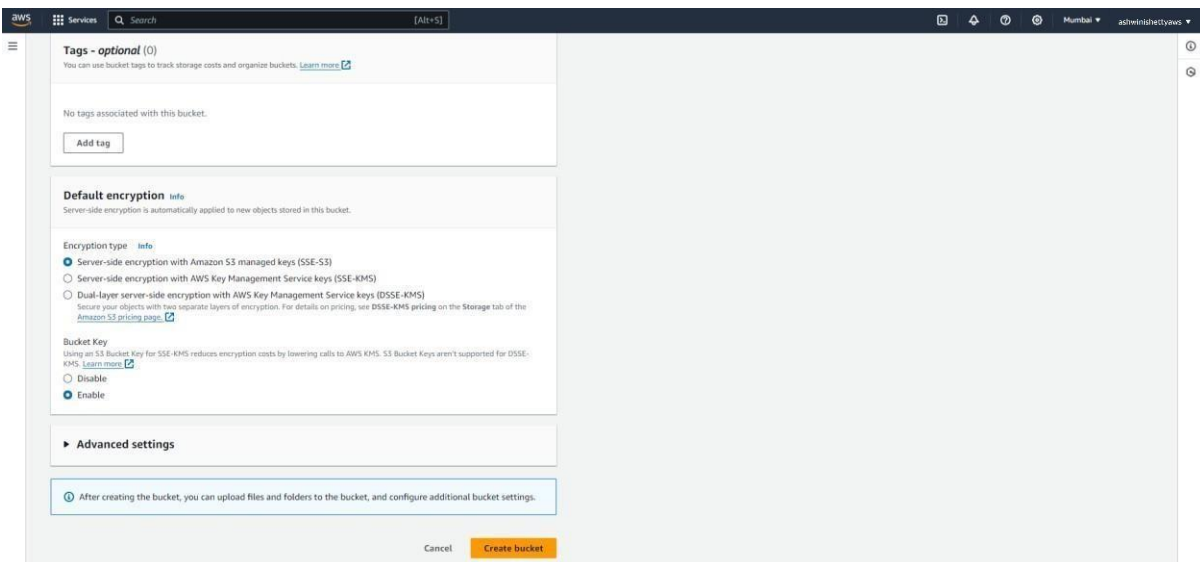 aws Services Search [Alt+S] Mumbai ashwinishettyaws
Tags - optional (0)
You can use bucket tags to track storage costs and organize buckets. Learn more
No tags associated with this bucket.
Add tag
Default encryption Info
Server-side encryption is automatically applied to new objects stored in this bucket.
Encryption type Info
Server-side encryption with Amazon S3 managed keys (SSE-S3)
Server-side encryption with AWS Key Management Service keys (SSE-KMS)
Dual-layer server-side encryption with AWS Key Management Service keys (DSSE-KMS)
Secure your objects with two separate layers of encryption. For details on pricing, see DSSE-KMS pricing on the Storage tab of the
Amazon S3 pricing page.
Bucket Key
Using an S3 Bucket Key for SSE-KMS reduces encryption costs by lowering calls to AWS KMS. S3 Bucket Keys aren't supported for DSSE-
KMS. Learn more
Disable
Enable
Advanced settings
After creating the bucket, you can upload files and folders to the bucket, and configure additional bucket settings.
Cancel Create bucket